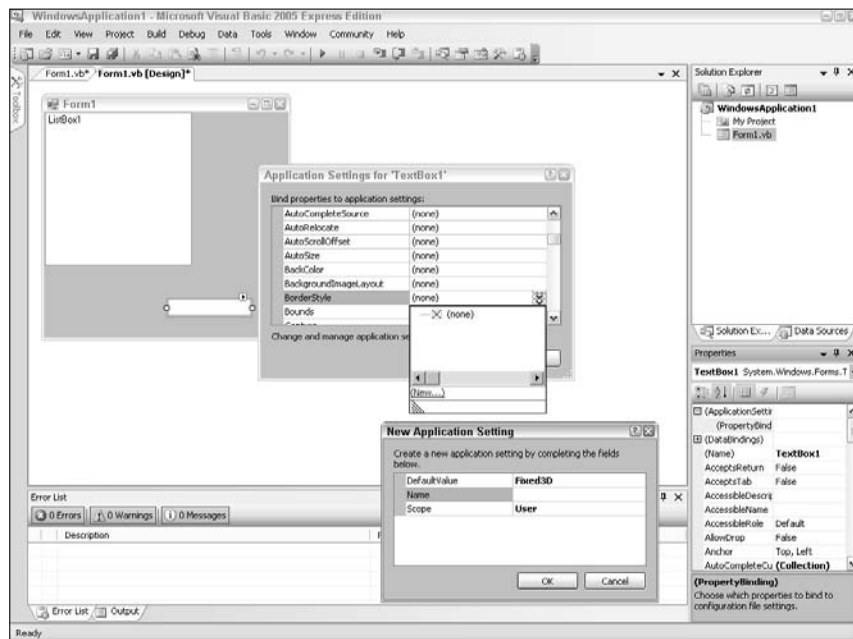 WindowsApplication1 - Microsoft Visual Basic 2005 Express Edition
File Edit View Project Build Debug Data Tools Window Community Help
Toolbox
Form1.vb* Form1.vb [Design]*
Form1
ListBox1
Application Settings for 'TextBox1'
Bind properties to application settings:
AutoCompleteSource (none)
AutoRelocate (none)
AutoScrollOffset (none)
AutoSize (none)
BackColor (none)
BackgroundImageLayout (none)
BorderStyle (none)
Bounds
(none)
Change and manage application se
(New...)
New Application Setting
Create a new application setting by completing the fields
below.
DefaultValue Fixed3D
Name
Scope User
OK Cancel
Error List
0 Errors 0 Warnings 0 Messages
Description F
Error List Output
Ready
Solution Explorer
WindowsApplication1
My Project
Form1.vb
Solution Ex... Data Sources
Properties
TextBox1 System.Windows.Forms.T
(ApplicationSettin
(PropertyBind
(DataBindings)
(Name) TextBox1
AcceptsReturn False
AcceptsTab False
AccessibleDescrip
AccessibleName
AccessibleRole Default
AllowDrop False
Anchor Top, Left
AutoCompleteCu (Collection)
(PropertyBinding)
Choose which properties to bind to
configuration file settings.